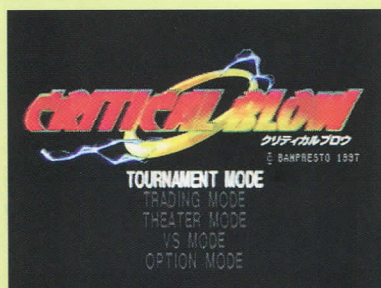 CRITICAL BLOW
クリティカルブロウ
© BANPRESTO 1997
TOURNAMENT MODE
TRADING MODE
THEATER MODE
VS MODE
OPTION MODE